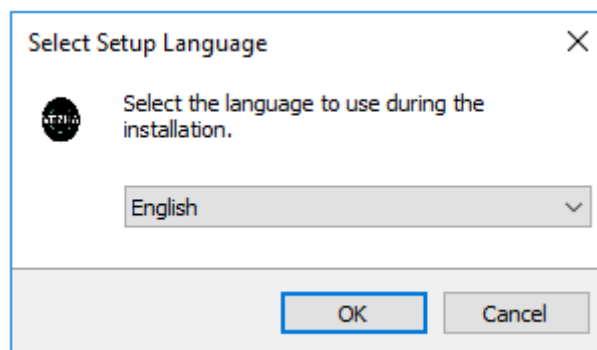 Select Setup Language
Select the language to use during the
installation.
English
OK
Cancel